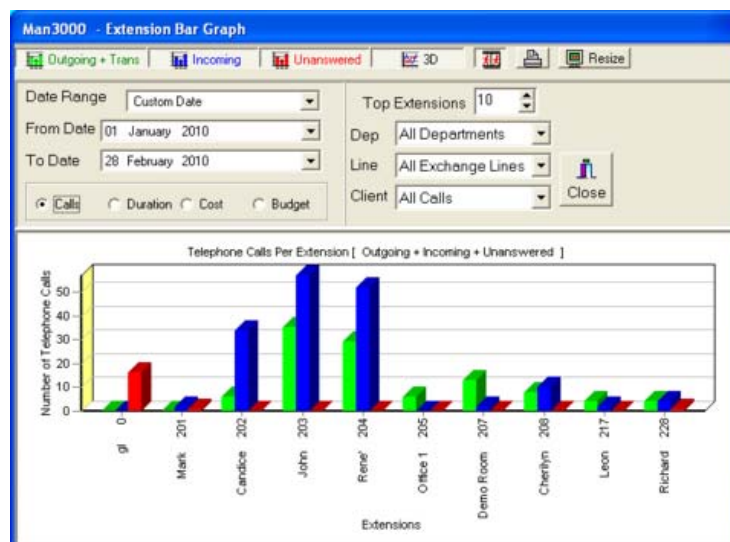 Man3000 - Extension Bar Graph
Outgoing + Trans Incoming Unanswered 3D Resize
Date Range Custom Date Top Extensions 10
From Date 01 January 2010 Dep All Departments
To Date 28 February 2010 Line All Exchange Lines
Calls Duration Cost Budget Client All Calls Close
Telephone Calls Per Extension [ Outgoing + Incoming + Unanswered ]
Number of Telephone Calls
50
40
30
20
10
0
gl 0
Mark 201
Candice 202
John 203
Rene' 204
Office 1 205
Demo Room 207
Cherilyn 208
Leon 217
Richard 228
Extensions